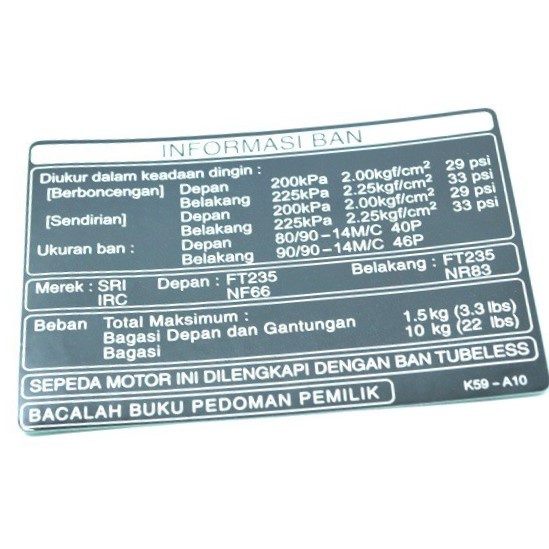 INFORMASI BAN
Diukur dalam keadaan dingin :
[Berboncengan] Depan 200kPa 2.00kgf/cm² 29 psi
Belakang 225kPa 2.25kgf/cm² 33 psi
[Sendirian] Depan 200kPa 2.00kgf/cm² 29 psi
Belakang 225kPa 2.25kgf/cm² 33 psi
Ukuran ban : Depan 80/90-14M/C 40P
Belakang 90/90-14M/C 46P
Merek : SRI Depan : FT235 Belakang : FT235
IRC NF66 NR83
Beban Total Maksimum :
Bagasi Depan dan Gantungan 1.5 kg (3.3 lbs)
Bagasi 10 kg (22 lbs)
SEPEDA MOTOR INI DILENGKAPI DENGAN BAN TUBELESS
BACALAH BUKU PEDOMAN PEMILIK K59-A10